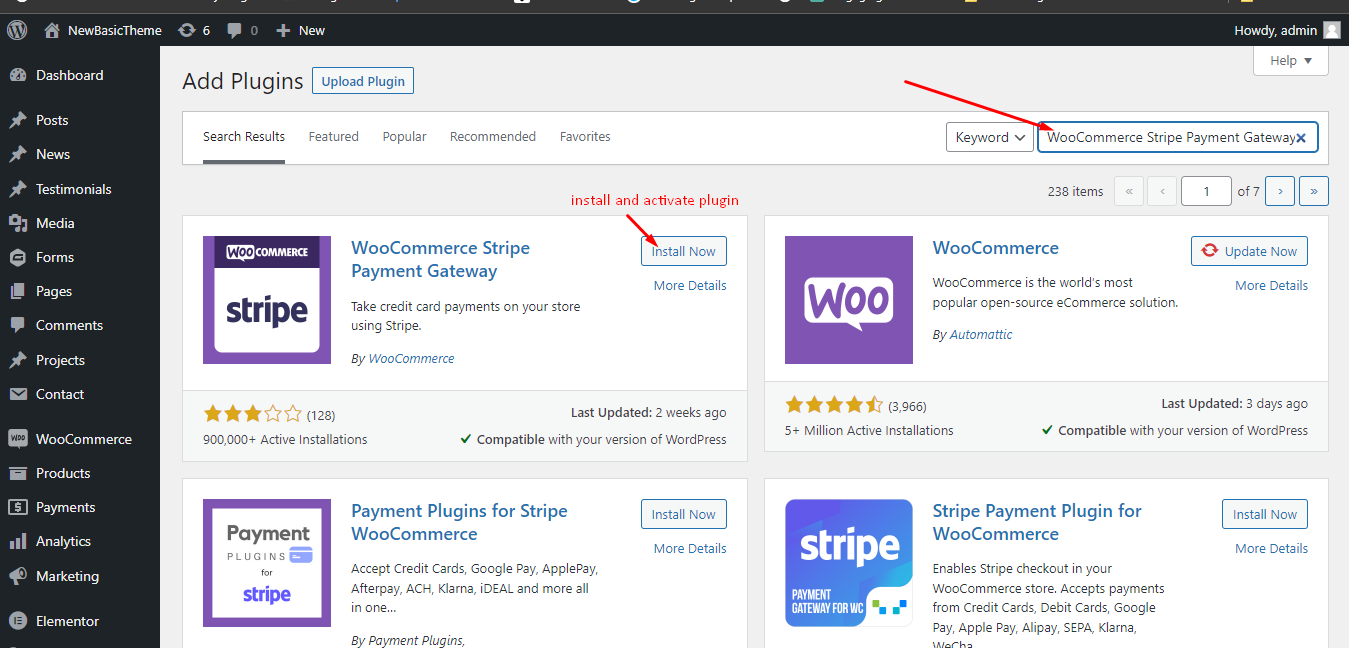 NewBasicTheme 6 0 New Howdy, admin
Help
Dashboard
Posts
News
Testimonials
Media
Forms
Pages
Comments
Projects
Contact
WooCommerce
Products
Payments
Analytics
Marketing
Elementor
Add Plugins Upload Plugin
Search Results Featured Popular Recommended Favorites Keyword WooCommerce Stripe Payment Gateway
238 items « ‹ 1 of 7 › »
install and activate plugin
WOO COMMERCE
stripe
WooCommerce Stripe
Payment Gateway
Install Now
More Details
Take credit card payments on your store
using Stripe.
By WooCommerce
(128)
900,000+ Active Installations
Last Updated: 2 weeks ago
Compatible with your version of WordPress
WOO
WooCommerce
Update Now
More Details
WooCommerce is the world's most
popular open-source eCommerce solution.
By Automattic
(3,966)
5+ Million Active Installations
Last Updated: 3 days ago
Compatible with your version of WordPress
Payment
PLUGINS
for
stripe
Payment Plugins for Stripe
WooCommerce
Install Now
More Details
Accept Credit Cards, Google Pay, ApplePay,
Afterpay, ACH, Klarna, iDEAL and more all
in one...
By Payment Plugins,
stripe
PAYMENT
GATEWAY FOR WC
Stripe Payment Plugin for
WooCommerce
Install Now
More Details
Enables Stripe checkout in your
WooCommerce store. Accepts payments
from Credit Cards, Debit Cards, Google
Pay, Apple Pay, Alipay, SEPA, Klarna,